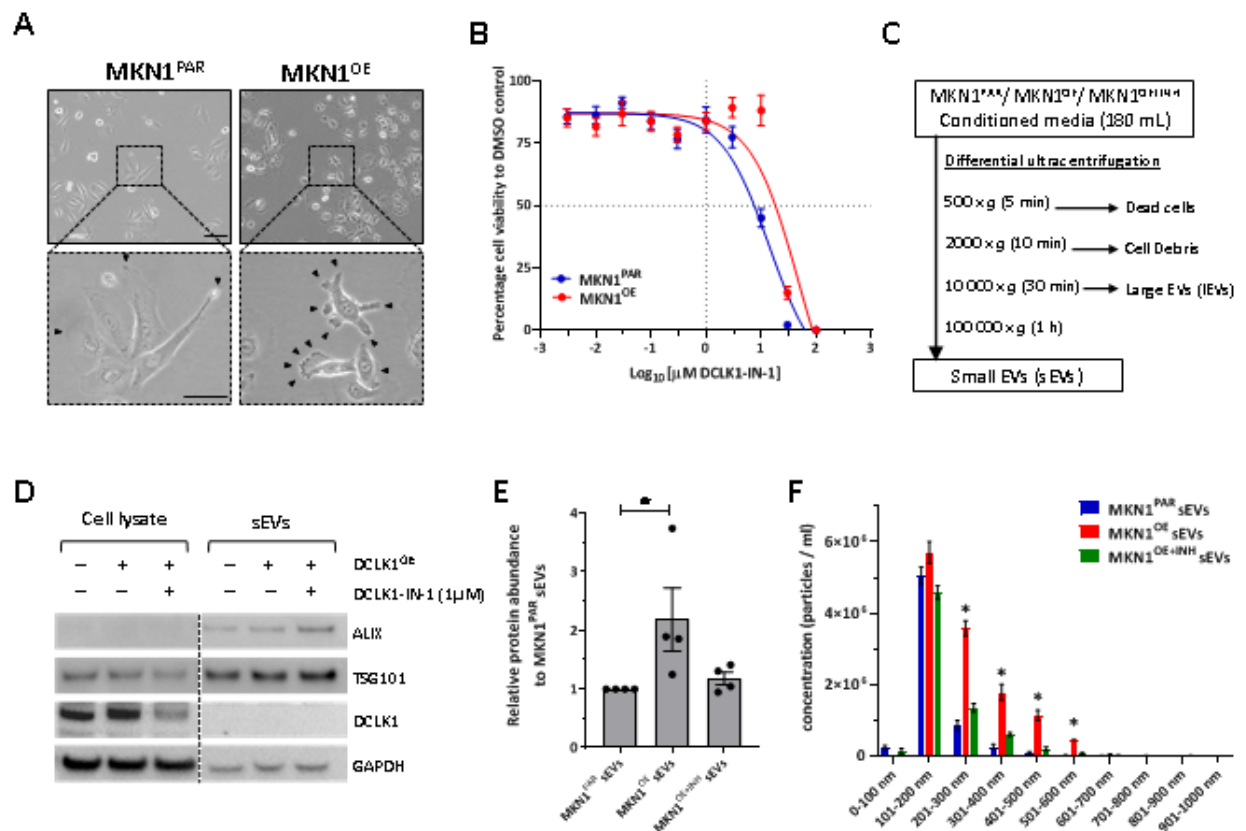 A
MKN1PAR
MKN1OE
B
Percentage cell viability to DMSO control
100
75
50
25
0
-3
-2
-1
0
1
2
3
MKN1PAR
MKN1OE
Log10[µM DCLK1-IN-1]
C
MKN1PAR/ MKN1OE/
Conditioned media (180 mL)
Differential ultracentrifugation
500 x g (5 min)
Dead cells
2000 x g (10 min)
Cell Debris
10 000 x g (30 min)
Large EVs (lEVs)
100 000 x g (1 h)
Small EVs (sEVs)
D
Cell lysate
sEVs
– + + – + + DCLK1OE
– – + – – + DCLK1-IN-1 (1µM)
ALIX
TSG101
DCLK1
GAPDH
E
Relative protein abundance
to MKN1PAR sEVs
4
3
2
1
0
MKN1PAR sEVs
MKN1OE sEVs
MKN1OE+INH sEVs
F
concentration (particles / ml)
MKN1PAR sEVs
MKN1OE sEVs
MKN1OE+INH sEVs
0
* * * *
0-100 nm
101-200 nm
201-300 nm
301-400 nm
401-500 nm
501-600 nm
601-700 nm
701-800 nm
801-900 nm
901-1000 nm